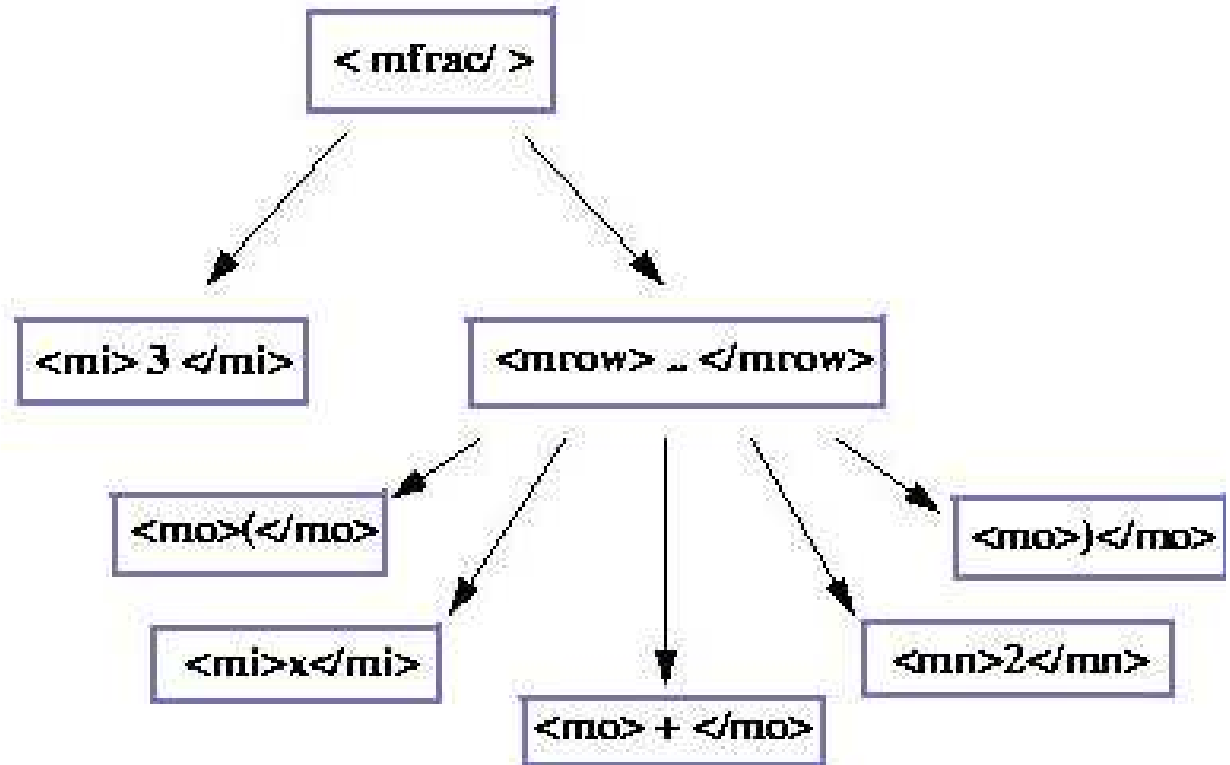 < mfrac/ >
<mi> 3 </mi>
<mrow> .. </mrow>
<mo>(</mo>
<mo>)</mo>
<mi>x</mi>
<mn>2</mn>
<mo> + </mo>